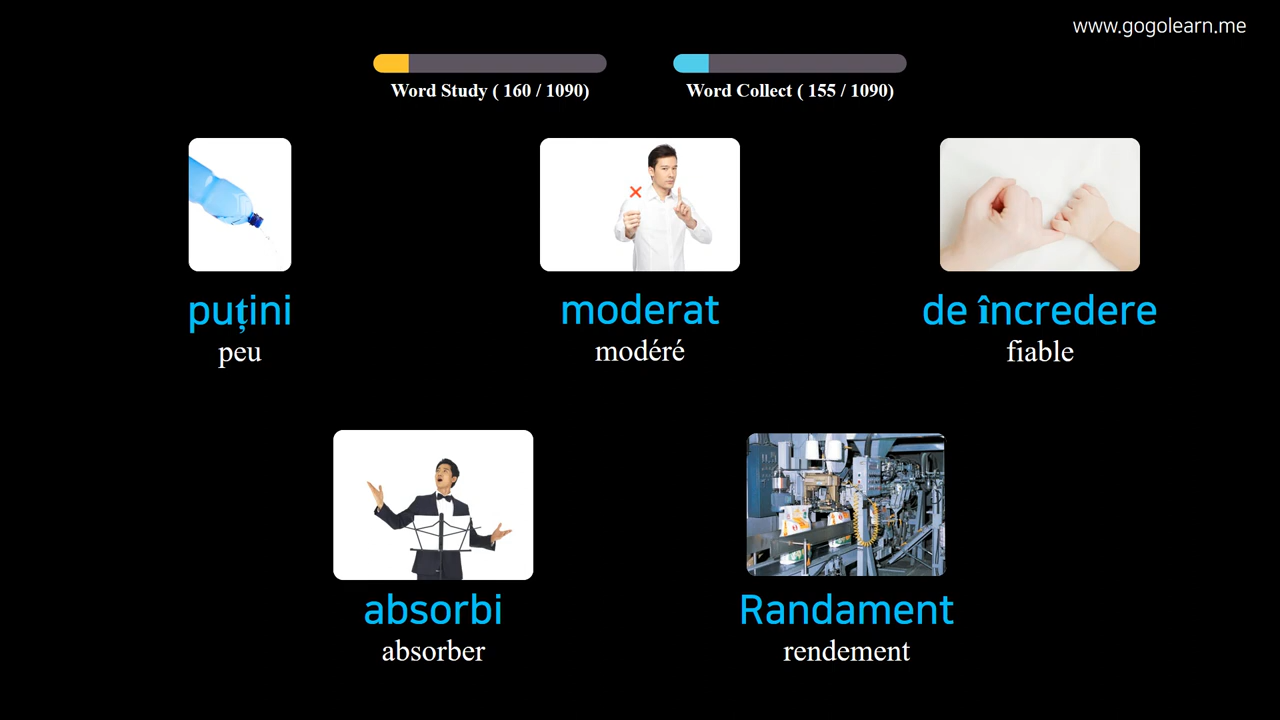 www.gogolearn.me
Word Study ( 160 / 1090)
Word Collect ( 155 / 1090)
puțini
peu
moderat
modéré
de încredere
fiable
absorbi
absorber
Randament
rendement